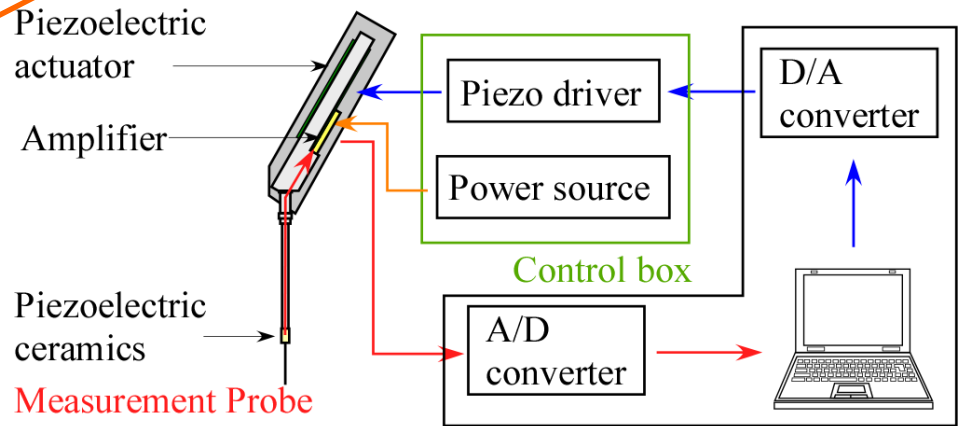 Piezoelectric
actuator
Amplifier
Piezoelectric
ceramics
Measurement Probe
Piezo driver
Power source
Control box
D/A
converter
A/D
converter